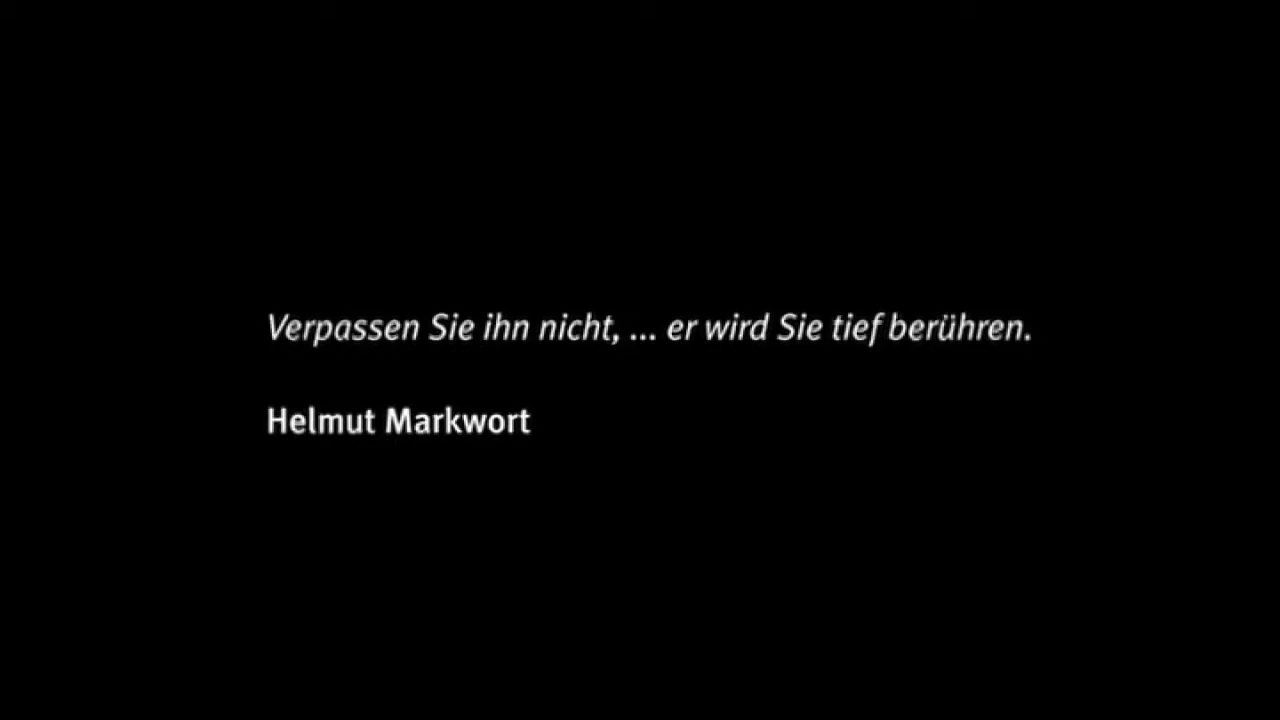 Verpassen Sie ihn nicht, ... er wird Sie tief berühren.
Helmut Markwort